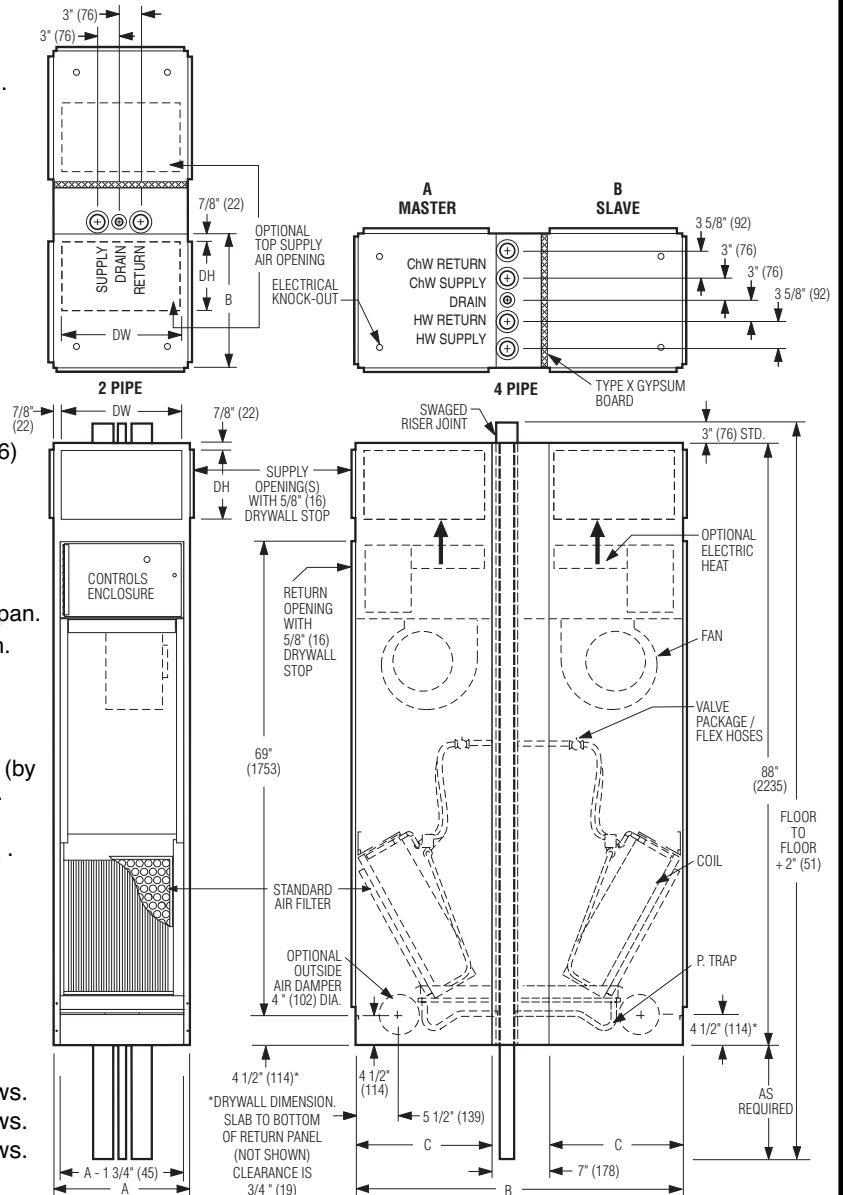 3" (76)
3" (76)
.
7/8" (22)
OPTIONAL
TOP SUPPLY
AIR OPENING
SUPPLY
DRAIN
RETURN
DH
B
DW
ELECTRICAL
KNOCK-OUT
2 PIPE
A
MASTER
B
SLAVE
ChW RETURN
ChW SUPPLY
DRAIN
HW RETURN
HW SUPPLY
3 5/8" (92)
3" (76)
3" (76)
3 5/8" (92)
4 PIPE
TYPE X GYPSUM
BOARD
7/8"
(22)
DW
7/8" (22)
DH
6)
SWAGED
RISER JOINT
3" (76) STD.
SUPPLY
OPENING(S)
WITH 5/8" (16)
DRYWALL STOP
CONTROLS
ENCLOSURE
OPTIONAL
ELECTRIC
HEAT
RETURN
OPENING
WITH
5/8" (16)
DRYWALL
STOP
pan.
n.
FAN
VALVE
PACKAGE /
FLEX HOSES
69"
(1753)
88"
(2235)
(by
.
.
FLOOR
TO
FLOOR
+ 2" (51)
COIL
STANDARD
AIR FILTER
OPTIONAL
OUTSIDE
AIR DAMPER
4 " (102) DIA.
P. TRAP
4 1/2" (114)*
4 1/2" (114)*
4 1/2"
(114)
*DRYWALL DIMENSION.
SLAB TO BOTTOM
OF RETURN PANEL
(NOT SHOWN)
CLEARANCE IS
3/4 " (19)
5 1/2" (139)
AS
REQUIRED
ws.
ws.
ws.
C
C
7" (178)
A - 1 3/4" (45)
A
B